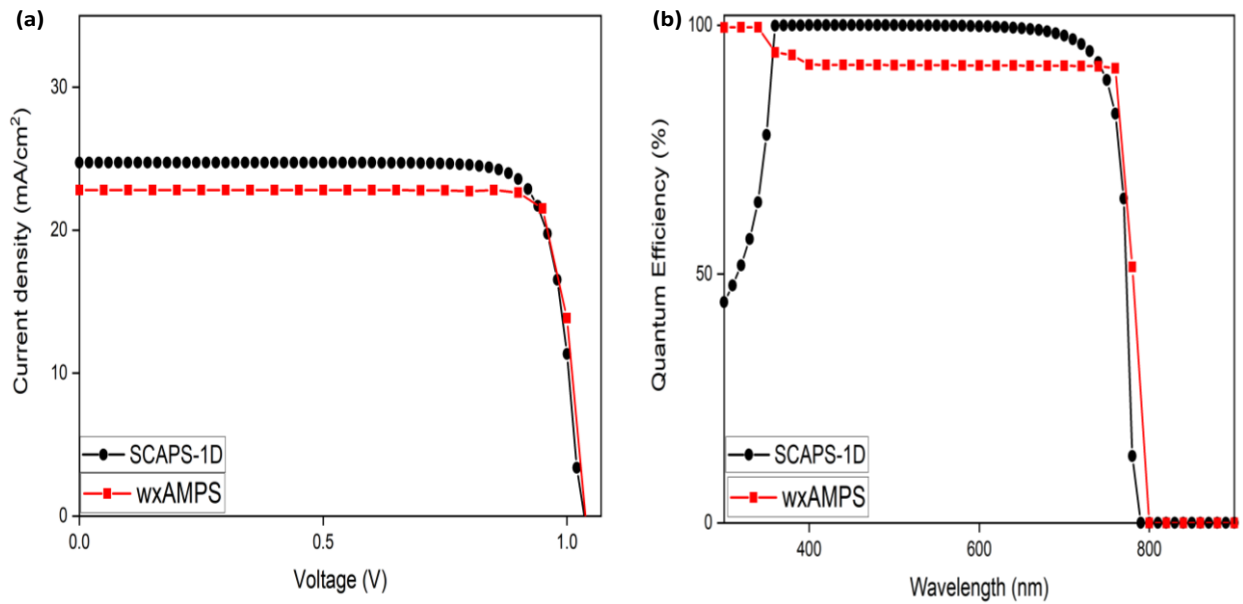 (a)
Current density (mA/cm²)
30
20
10
0
0.0
0.5
1.0
Voltage (V)
SCAPS-1D
wxAMPS
(b)
Quantum Efficiency (%)
100
50
0
400
600
800
Wavelength (nm)
SCAPS-1D
wxAMPS